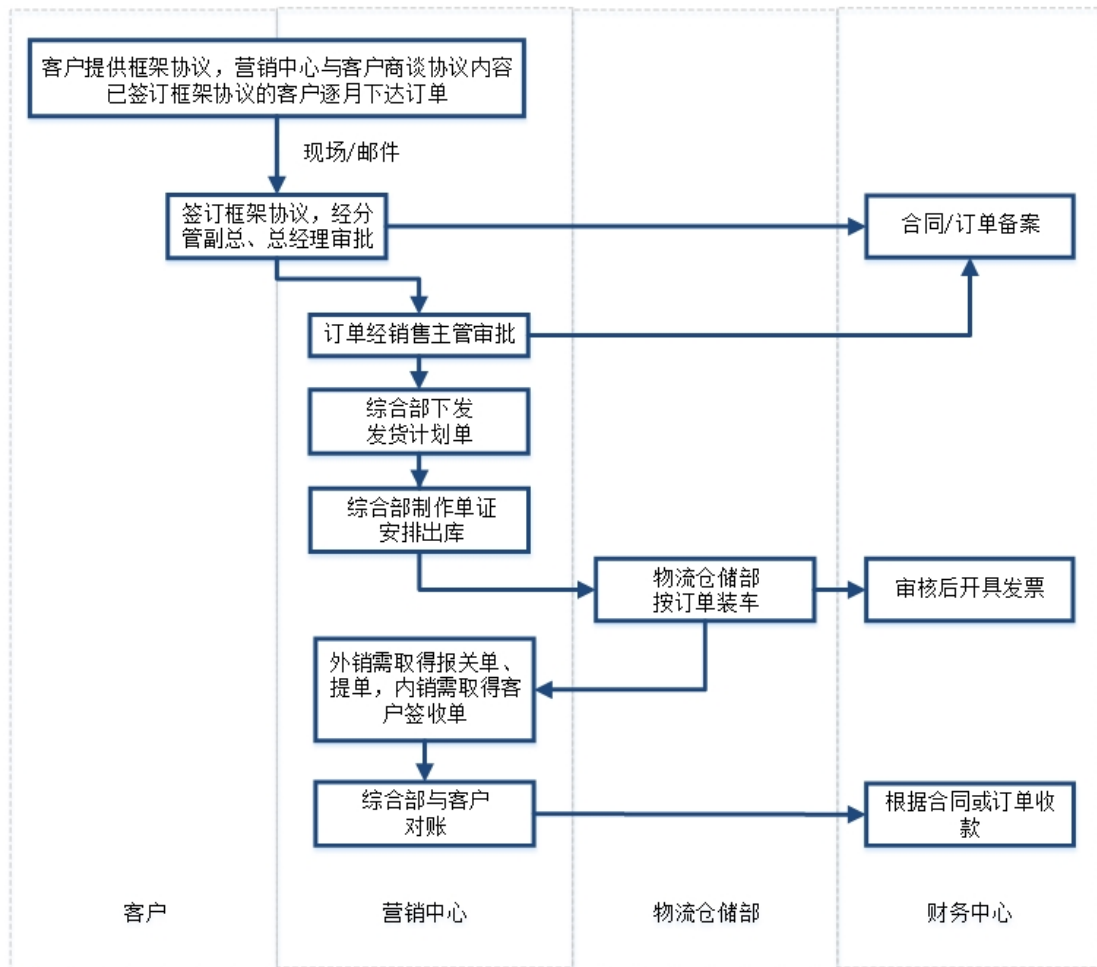 客户提供框架协议，营销中心与客户商谈协议内容
已签订框架协议的客户逐月下达订单
现场/邮件
签订框架协议，经分
管副总、总经理审批
合同/订单备案
订单经销售主管审批
综合部下发
发货计划单
综合部制作单证
安排出库
物流仓储部
按订单装车
审核后开具发票
外销需取得报关单、
提单，内销需取得客
户签收单
综合部与客户
对账
根据合同或订单收
款
客户
营销中心
物流仓储部
财务中心